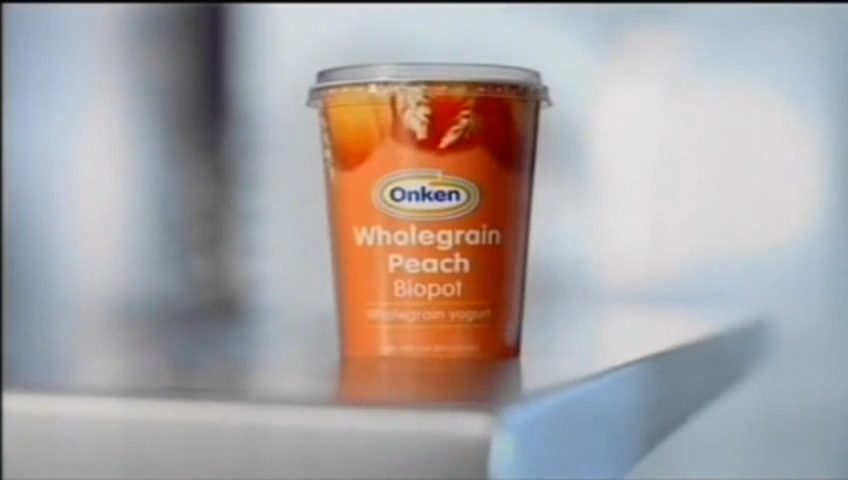 Onken
Wholegrain
Peach
Biopot
wholegrain yogurt